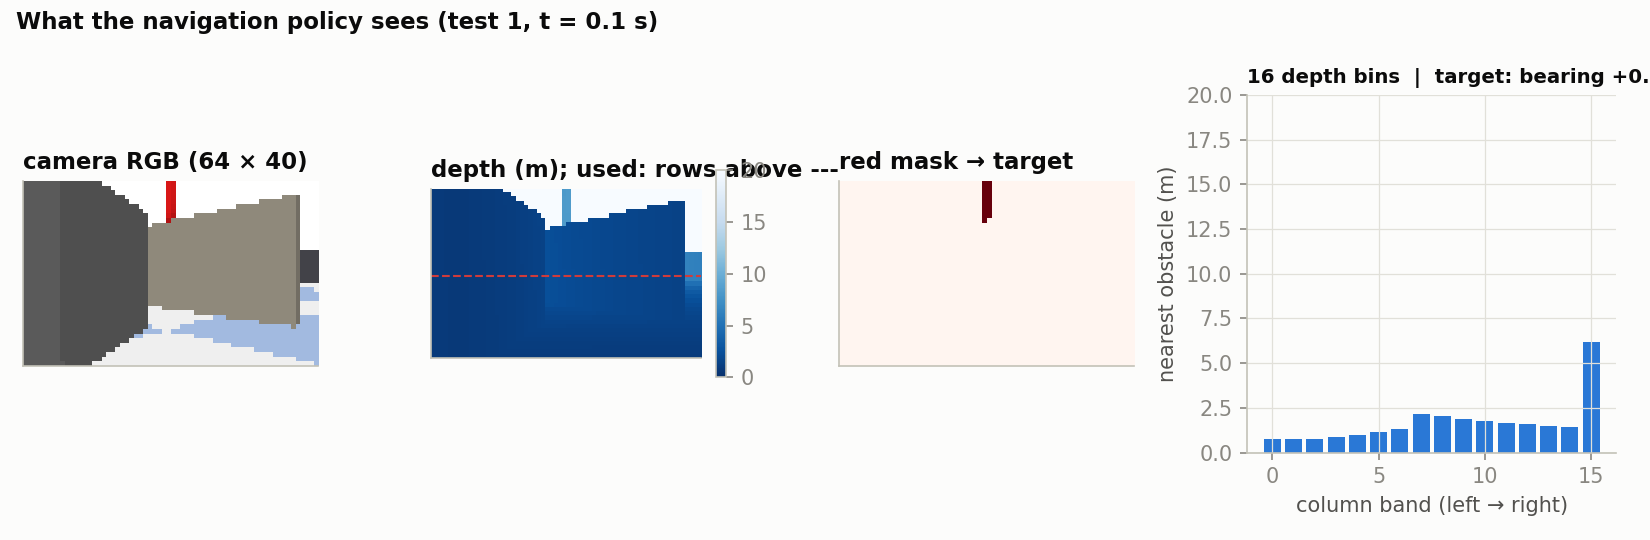 What the navigation policy sees (test 1, t = 0.1 s)
camera RGB (64 × 40)
depth (m); used: rows above ---
20
15
10
5
0
red mask → target
16 depth bins  |  target: bearing +0.
nearest obstacle (m)
20.0
17.5
15.0
12.5
10.0
7.5
5.0
2.5
0.0
0 5 10 15
column band (left → right)